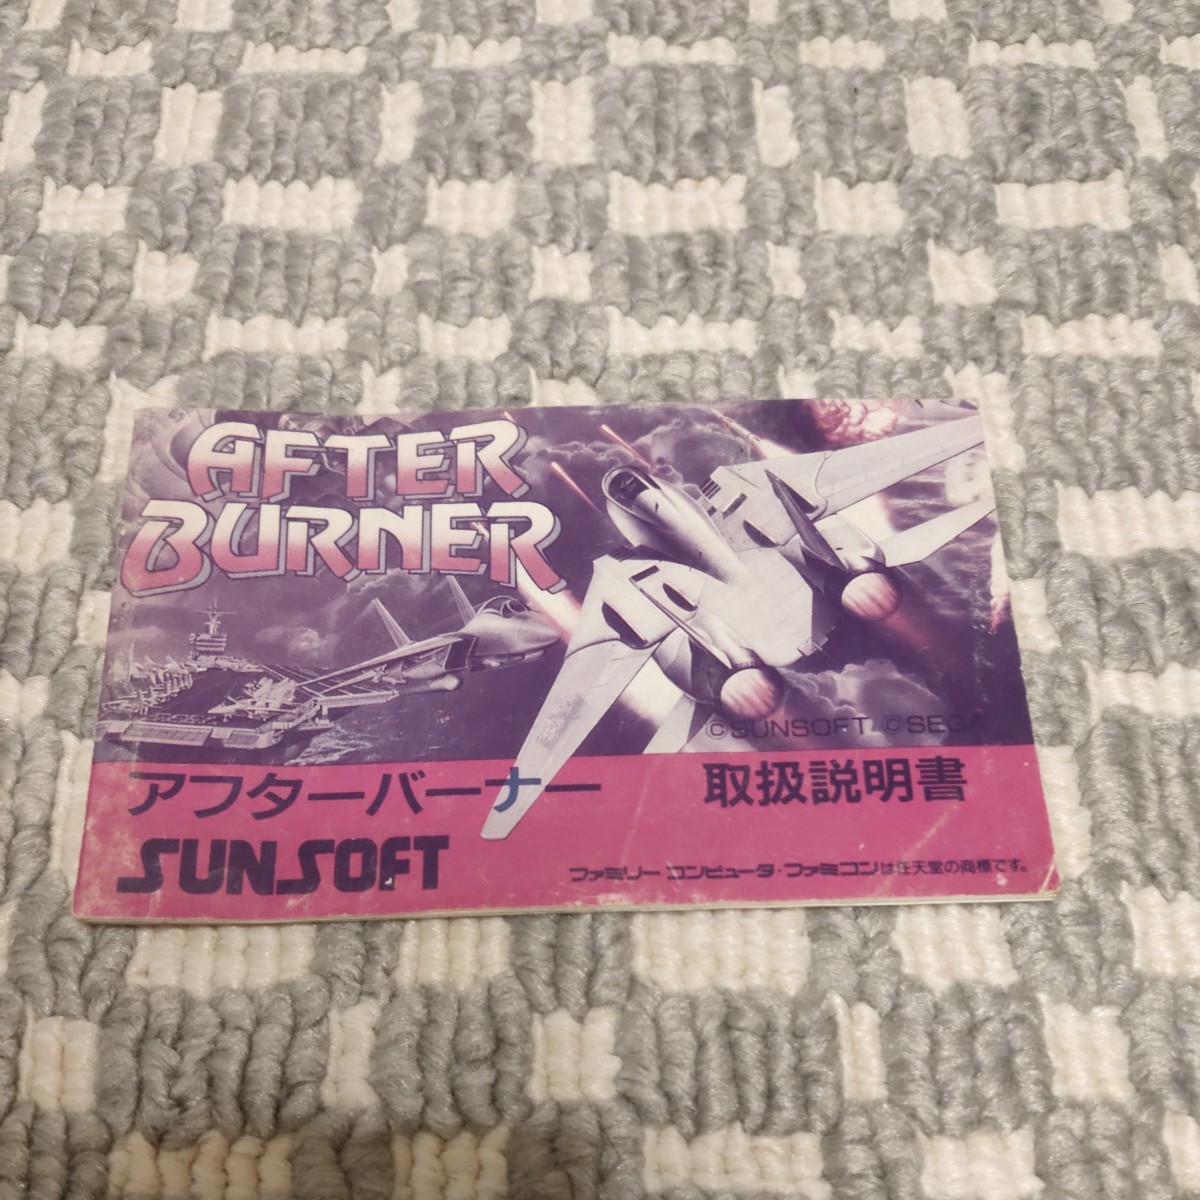 AFTER
BURNER
©SUNSOFT ©SEGA
アフターバーナー
取扱説明書
SUNSOFT
ファミリーコンピュータ・ファミコンは任天堂の商標です。